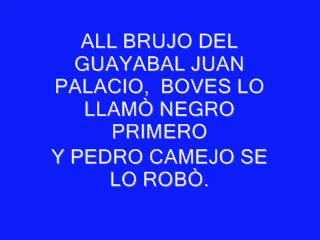 ALL BRUJO DEL
GUAYABAL JUAN
PALACIO,  BOVES LO
LLAMÒ NEGRO
PRIMERO
Y PEDRO CAMEJO SE
LO ROBÒ.